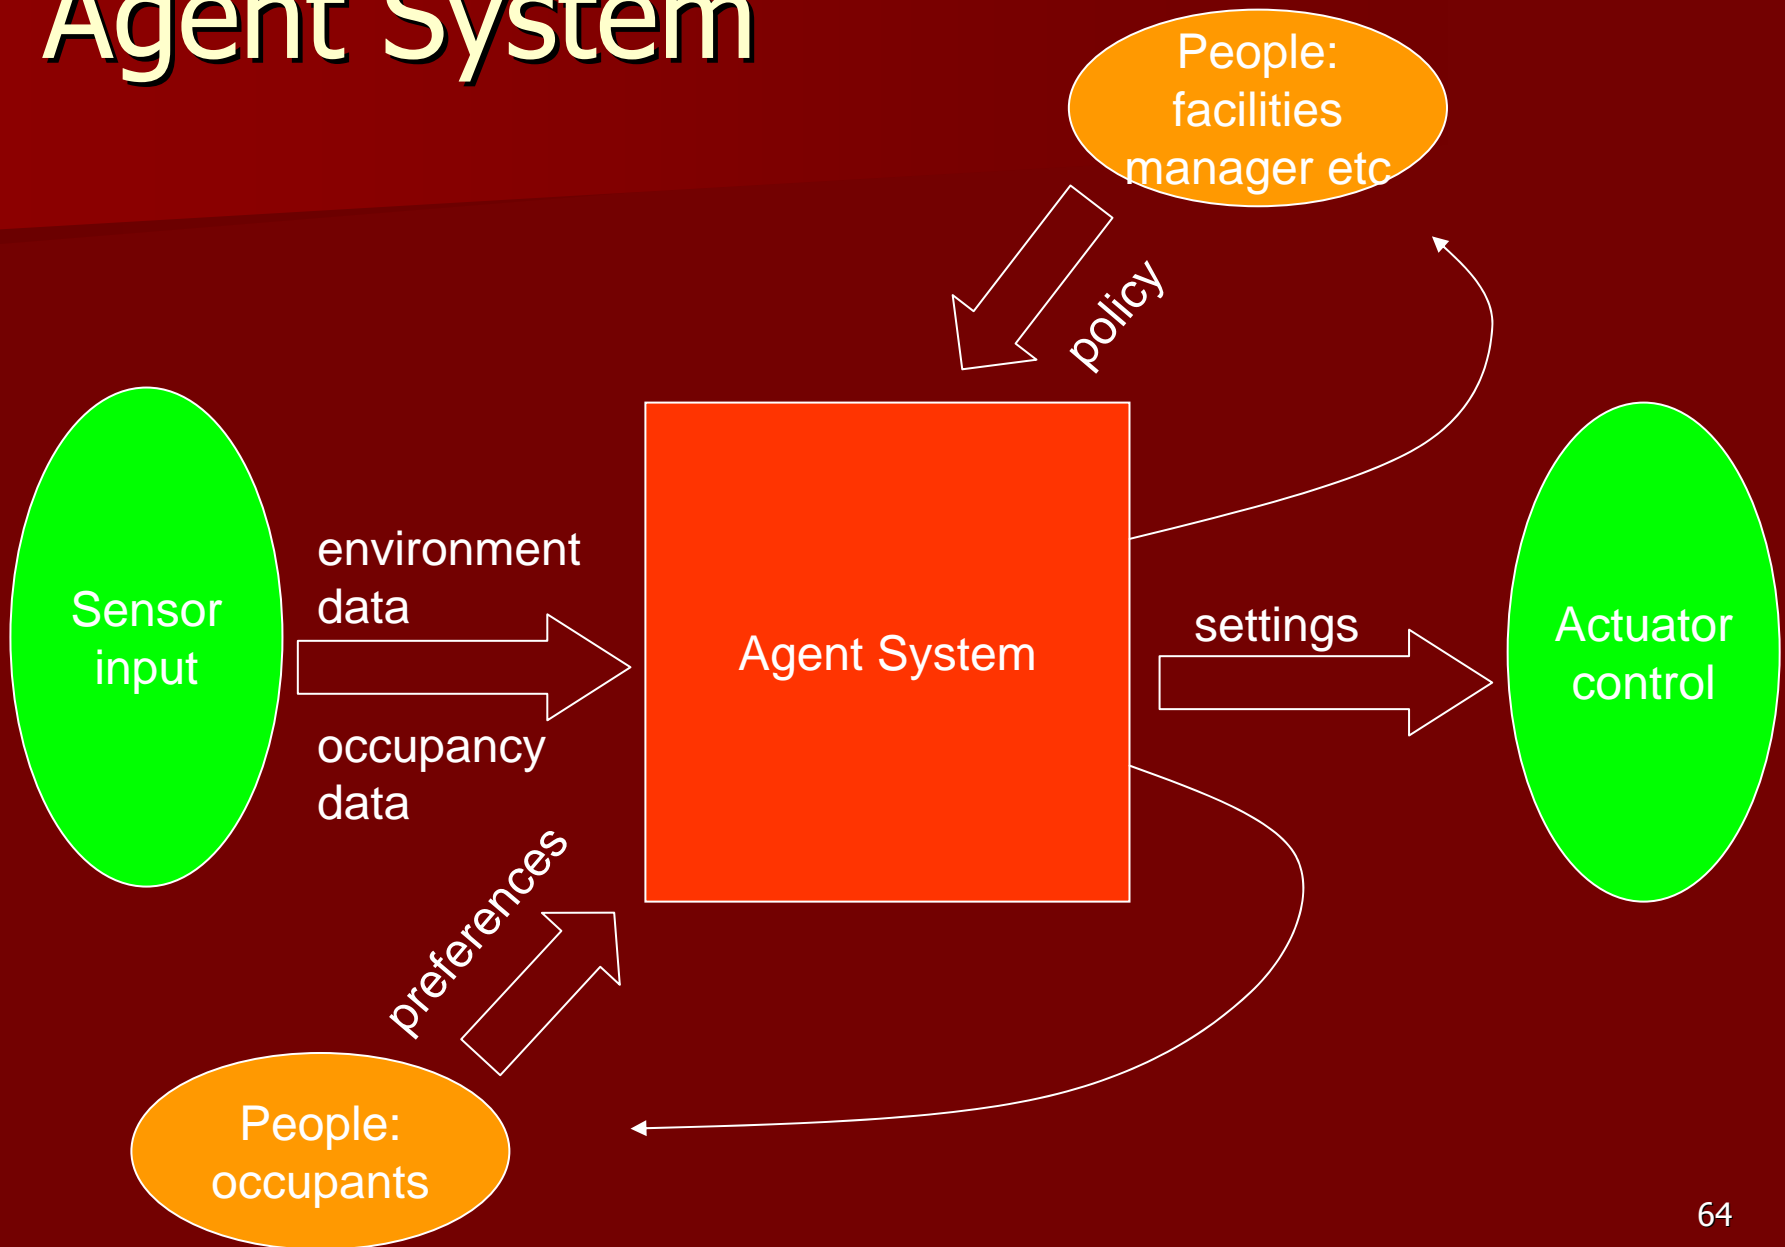 Agent System
People:
facilities
manager etc
policy
environment
data
Sensor
input
occupancy
data
Agent System
settings
Actuator
control
preferences
People:
occupants
64